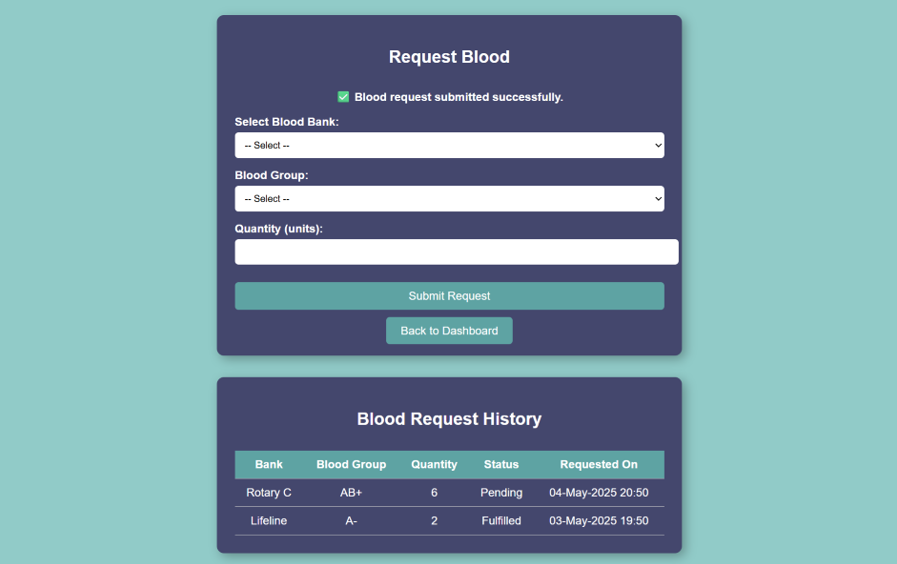 Request Blood
✅ Blood request submitted successfully.
Select Blood Bank:
-- Select --
Blood Group:
-- Select --
Quantity (units):
Submit Request
Back to Dashboard
Blood Request History
Bank Blood Group Quantity Status Requested On
Rotary C AB+ 6 Pending 04-May-2025 20:50
Lifeline A- 2 Fulfilled 03-May-2025 19:50